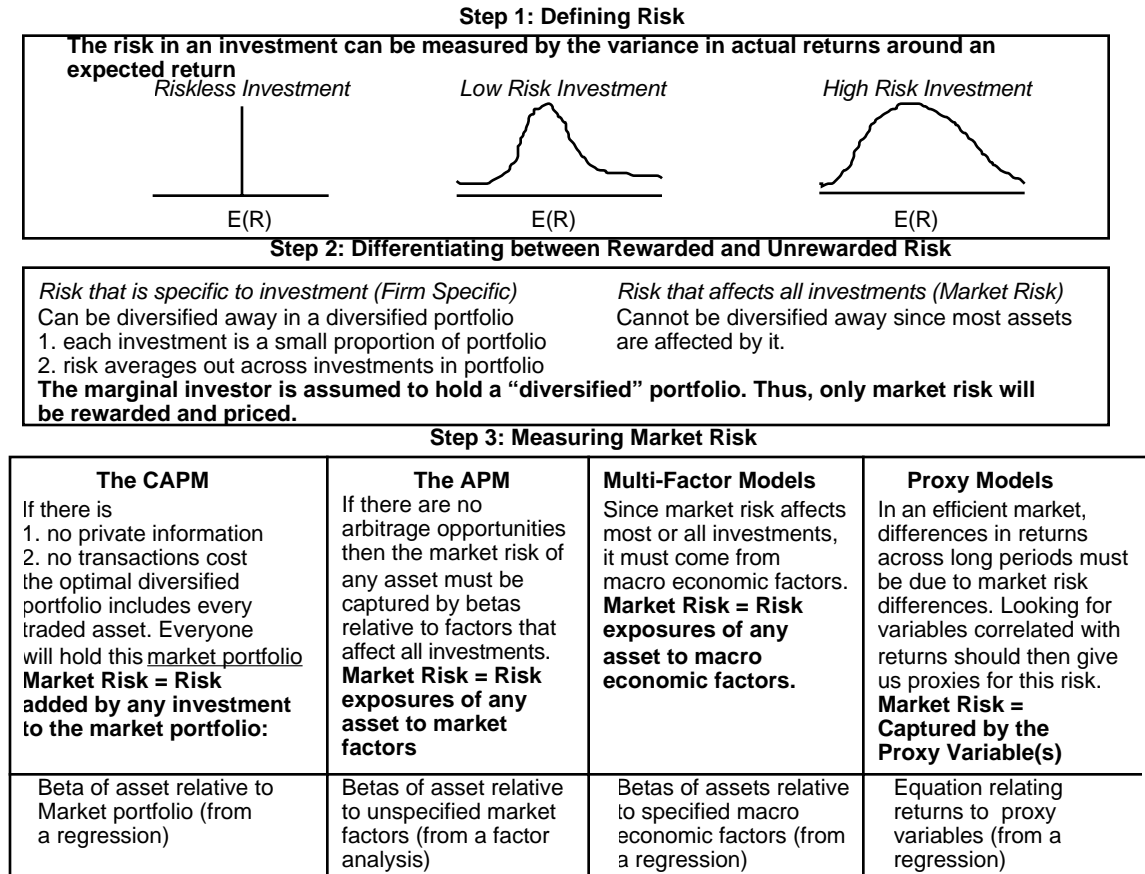 Step 1: Defining Risk
The risk in an investment can be measured by the variance in actual returns around an
expected return
Riskless Investment
Low Risk Investment
High Risk Investment
E(R)
E(R)
E(R)
Step 2: Differentiating between Rewarded and Unrewarded Risk
Risk that is specific to investment (Firm Specific)
Can be diversified away in a diversified portfolio
1. each investment is a small proportion of portfolio
2. risk averages out across investments in portfolio
Risk that affects all investments (Market Risk)
Cannot be diversified away since most assets
are affected by it.
The marginal investor is assumed to hold a “diversified” portfolio. Thus, only market risk will
be rewarded and priced.
Step 3: Measuring Market Risk
The CAPM
If there is
1. no private information
2. no transactions cost
the optimal diversified
portfolio includes every
traded asset. Everyone
will hold this market portfolio
Market Risk = Risk
added by any investment
to the market portfolio:
Beta of asset relative to
Market portfolio (from
a regression)
The APM
If there are no
arbitrage opportunities
then the market risk of
any asset must be
captured by betas
relative to factors that
affect all investments.
Market Risk = Risk
exposures of any
asset to market
factors
Betas of asset relative
to unspecified market
factors (from a factor
analysis)
Multi-Factor Models
Since market risk affects
most or all investments,
it must come from
macro economic factors.
Market Risk = Risk
exposures of any
asset to macro
economic factors.
Betas of assets relative
to specified macro
economic factors (from
a regression)
Proxy Models
In an efficient market,
differences in returns
across long periods must
be due to market risk
differences. Looking for
variables correlated with
returns should then give
us proxies for this risk.
Market Risk =
Captured by the
Proxy Variable(s)
Equation relating
returns to proxy
variables (from a
regression)